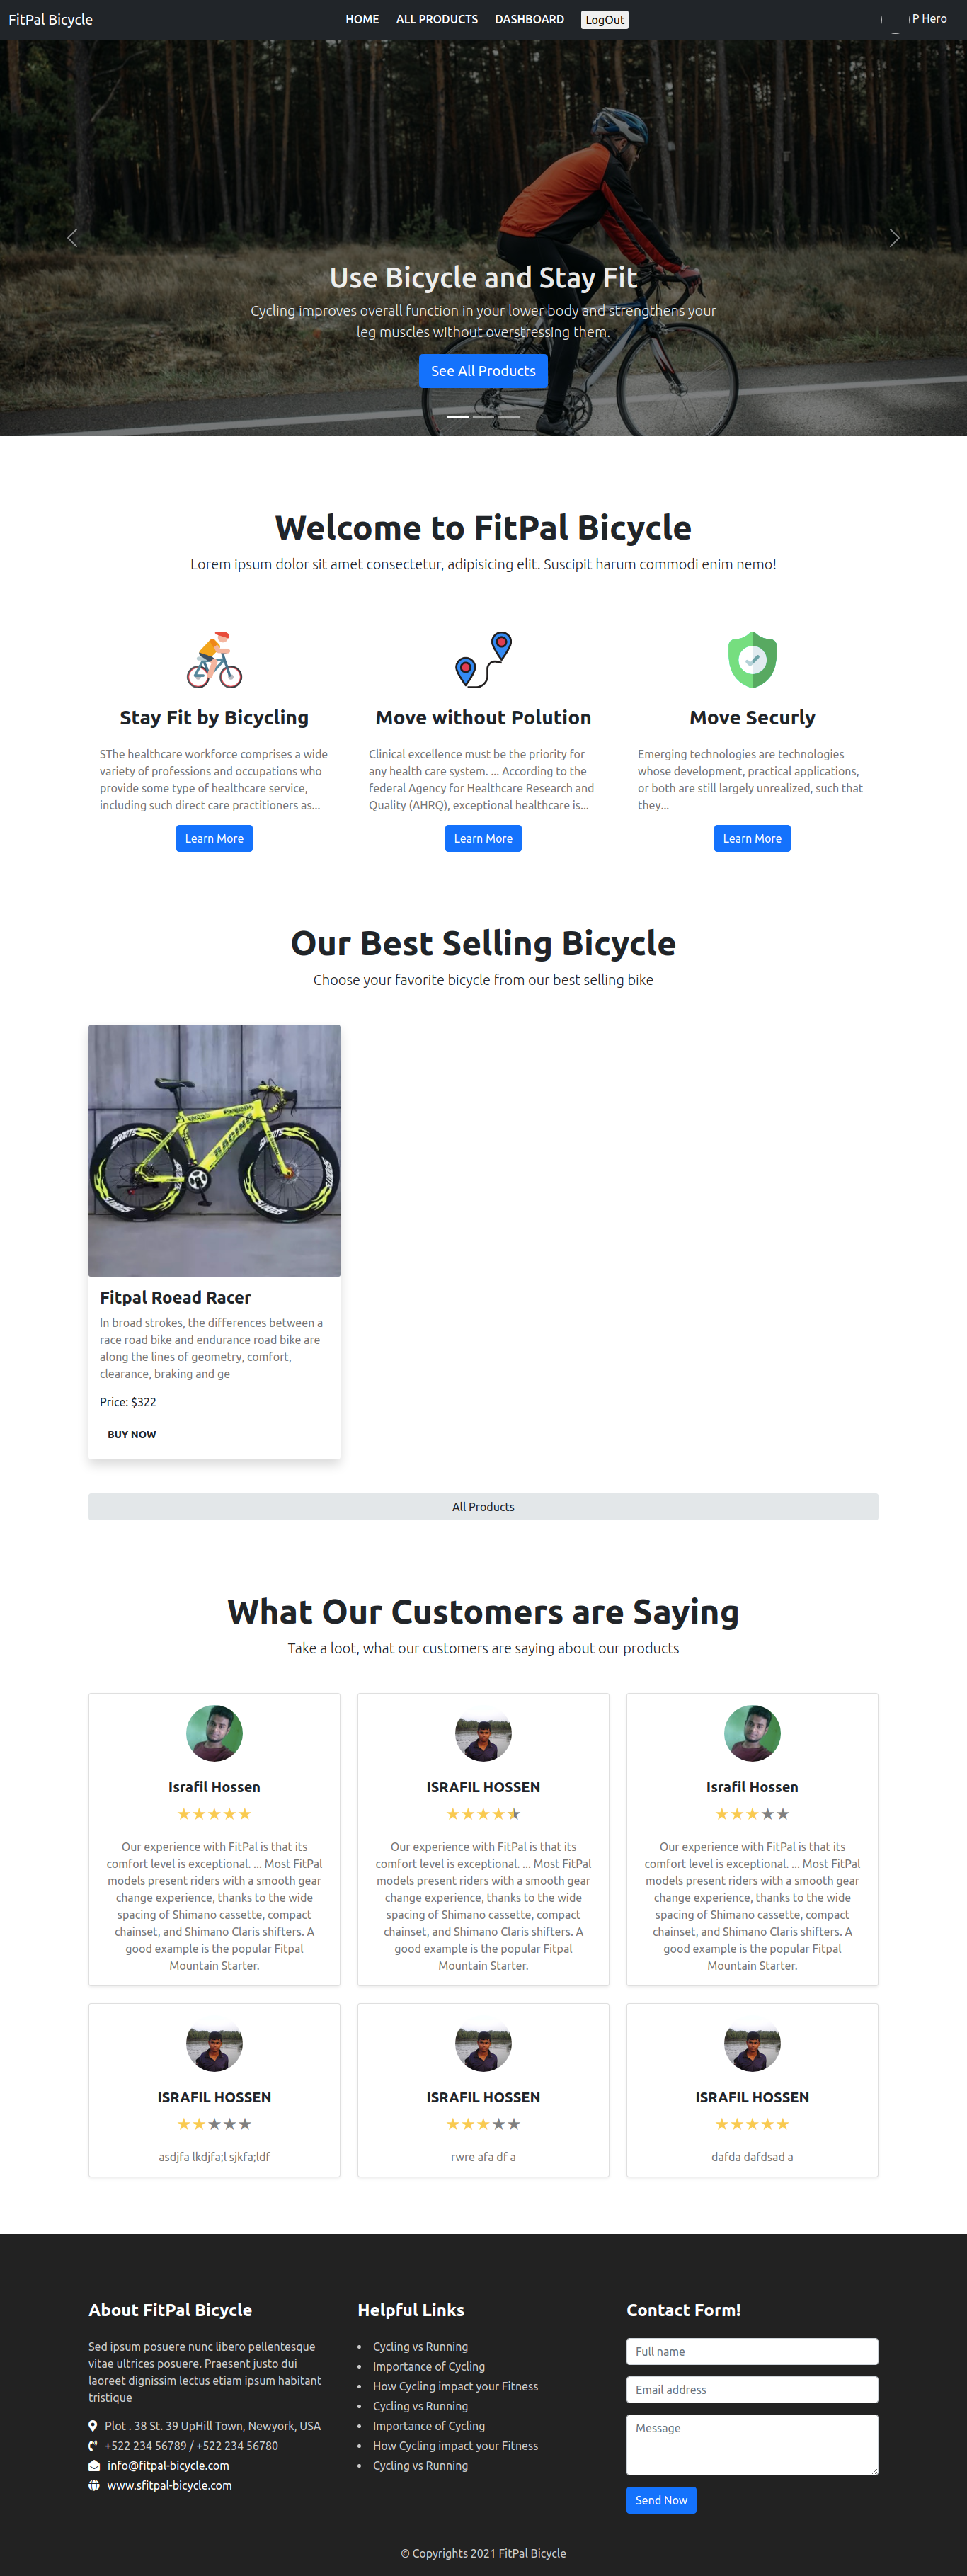 FitPal Bicycle
HOME
ALL PRODUCTS
DASHBOARD
LogOut
P Hero
Use Bicycle and Stay Fit
Cycling improves overall function in your lower body and strengthens your
leg muscles without overstressing them.
See All Products
Welcome to FitPal Bicycle
Lorem ipsum dolor sit amet consectetur, adipisicing elit. Suscipit harum commodi enim nemo!
Stay Fit by Bicycling
SThe healthcare workforce comprises a wide
variety of professions and occupations who
provide some type of healthcare service,
including such direct care practitioners as...
Learn More
Move without Polution
Clinical excellence must be the priority for
any health care system. ... According to the
federal Agency for Healthcare Research and
Quality (AHRQ), exceptional healthcare is...
Learn More
Move Securly
Emerging technologies are technologies
whose development, practical applications,
or both are still largely unrealized, such that
they...
Learn More
Our Best Selling Bicycle
Choose your favorite bicycle from our best selling bike
RACING
Fitpal Roead Racer
In broad strokes, the differences between a
race road bike and endurance road bike are
along the lines of geometry, comfort,
clearance, braking and ge
Price: $322
BUY NOW
All Products
What Our Customers are Saying
Take a loot, what our customers are saying about our products
Israfil Hossen
Our experience with FitPal is that its
comfort level is exceptional. ... Most FitPal
models present riders with a smooth gear
change experience, thanks to the wide
spacing of Shimano cassette, compact
chainset, and Shimano Claris shifters. A
good example is the popular Fitpal
Mountain Starter.
ISRAFIL HOSSEN
Our experience with FitPal is that its
comfort level is exceptional. ... Most FitPal
models present riders with a smooth gear
change experience, thanks to the wide
spacing of Shimano cassette, compact
chainset, and Shimano Claris shifters. A
good example is the popular Fitpal
Mountain Starter.
Israfil Hossen
Our experience with FitPal is that its
comfort level is exceptional. ... Most FitPal
models present riders with a smooth gear
change experience, thanks to the wide
spacing of Shimano cassette, compact
chainset, and Shimano Claris shifters. A
good example is the popular Fitpal
Mountain Starter.
ISRAFIL HOSSEN
asdjfa lkdjfa;l sjkfa;ldf
ISRAFIL HOSSEN
rwre afa df a
ISRAFIL HOSSEN
dafda dafdsad a
About FitPal Bicycle
Sed ipsum posuere nunc libero pellentesque
vitae ultrices posuere. Praesent justo dui
laoreet dignissim lectus etiam ipsum habitant
tristique
Plot . 38 St. 39 UpHill Town, Newyork, USA
+522 234 56789 / +522 234 56780
info@fitpal-bicycle.com
www.sfitpal-bicycle.com
Helpful Links
• Cycling vs Running
• Importance of Cycling
• How Cycling impact your Fitness
• Cycling vs Running
• Importance of Cycling
• How Cycling impact your Fitness
• Cycling vs Running
Contact Form!
Full name
Email address
Message
Send Now
© Copyrights 2021 FitPal Bicycle